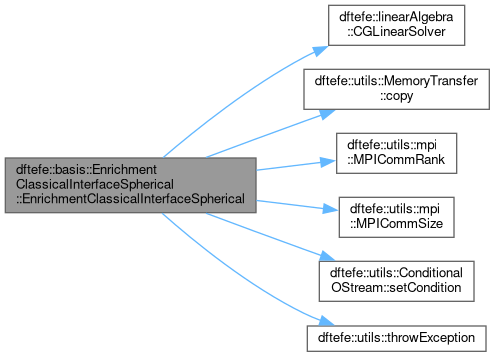 dftefe::basis::Enrichment
ClassicalInterfaceSpherical
::EnrichmentClassicalInterfaceSpherical
dftefe::linearAlgebra
::CGLinearSolver
dftefe::utils::MemoryTransfer
::copy
dftefe::utils::mpi
::MPICommRank
dftefe::utils::mpi
::MPICommSize
dftefe::utils::Conditional
OStream::setCondition
dftefe::utils::throwException